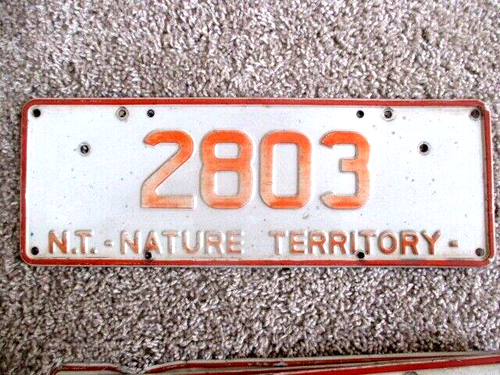 2803
N.T. - NATURE TERRITORY -